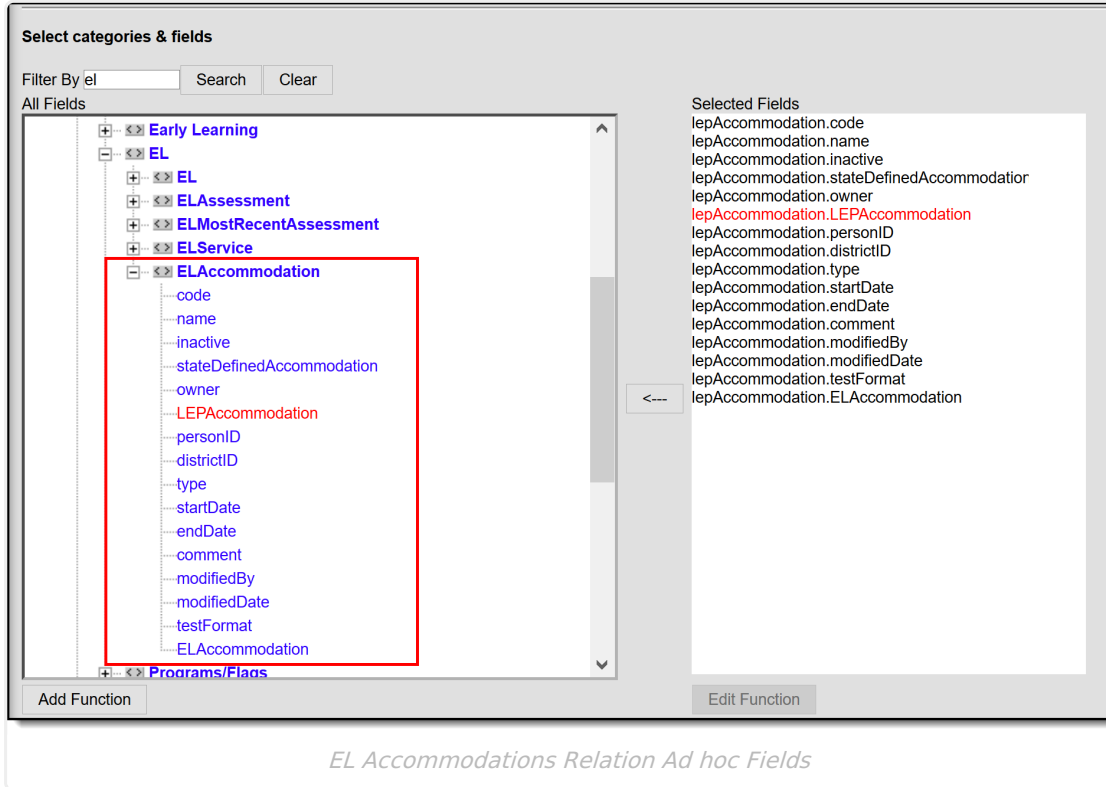 Select categories & fields
Filter By el Search Clear
All Fields
Early Learning
EL
EL
ELAssessment
ELMostRecentAssessment
ELService
ELAccommodation
code
name
inactive
stateDefinedAccommodation
owner
LEPAccommodation
personID
districtID
type
startDate
endDate
comment
modifiedBy
modifiedDate
testFormat
ELAccommodation
Programs/Flags
Add Function
<---
Selected Fields
lepAccommodation.code
lepAccommodation.name
lepAccommodation.inactive
lepAccommodation.stateDefinedAccommodation
lepAccommodation.owner
lepAccommodation.LEPAccommodation
lepAccommodation.personID
lepAccommodation.districtID
lepAccommodation.type
lepAccommodation.startDate
lepAccommodation.endDate
lepAccommodation.comment
lepAccommodation.modifiedBy
lepAccommodation.modifiedDate
lepAccommodation.testFormat
lepAccommodation.ELAccommodation
Edit Function
EL Accommodations Relation Ad hoc Fields